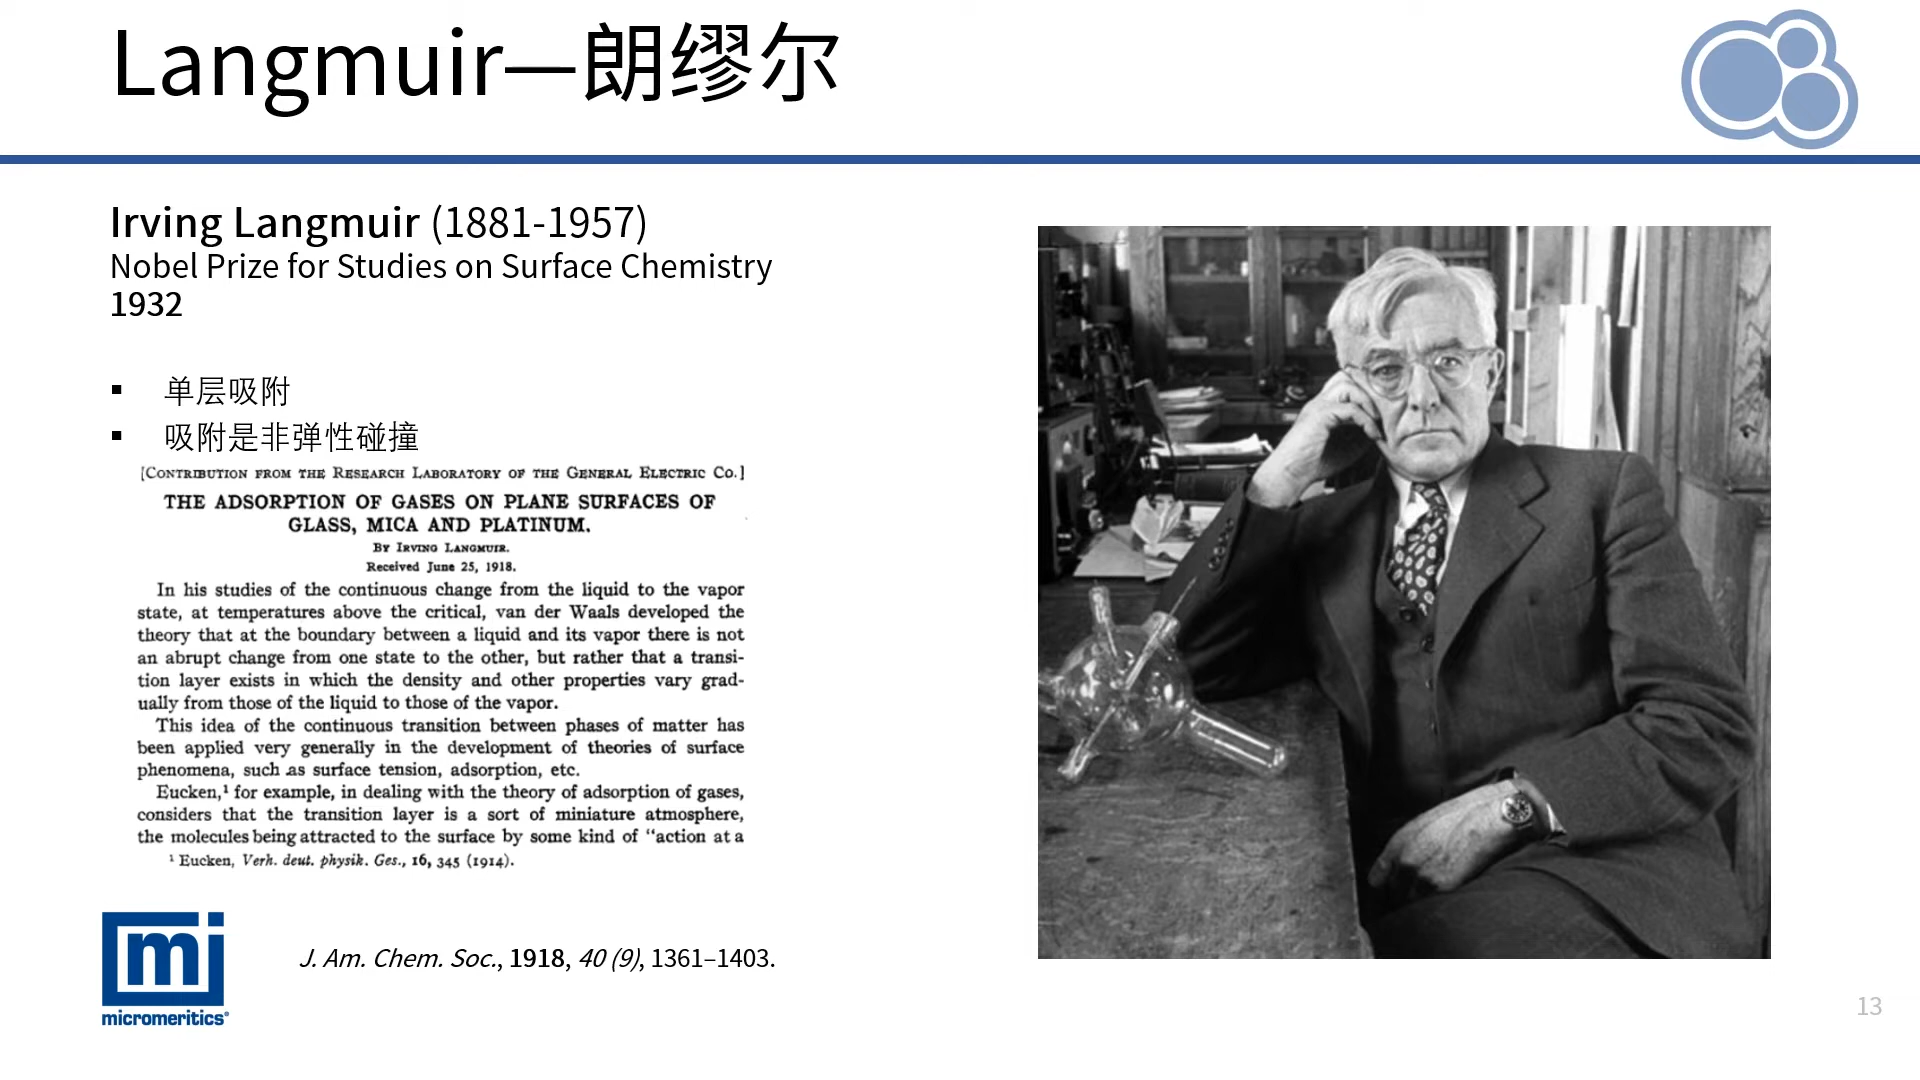 Langmuir—朗缪尔
Irving Langmuir (1881-1957)
Nobel Prize for Studies on Surface Chemistry
1932
▪ 单层吸附
▪ 吸附是非弹性碰撞
[CONTRIBUTION FROM THE RESEARCH LABORATORY OF THE GENERAL ELECTRIC CO.]
THE ADSORPTION OF GASES ON PLANE SURFACES OF
GLASS, MICA AND PLATINUM.
BY IRVING LANGMUIR.
Received June 25, 1918.
In his studies of the continuous change from the liquid to the vapor
state, at temperatures above the critical, van der Waals developed the
theory that at the boundary between a liquid and its vapor there is not
an abrupt change from one state to the other, but rather that a transi-
tion layer exists in which the density and other properties vary grad-
ually from those of the liquid to those of the vapor.
This idea of the continuous transition between phases of matter has
been applied very generally in the development of theories of surface
phenomena, such as surface tension, adsorption, etc.
Eucken,¹ for example, in dealing with the theory of adsorption of gases,
considers that the transition layer is a sort of miniature atmosphere,
the molecules being attracted to the surface by some kind of “action at a
¹ Eucken, Verh. deut. physik. Ges., 16, 345 (1914).
mi
micromeritics®
J. Am. Chem. Soc., 1918, 40 (9), 1361–1403.
13